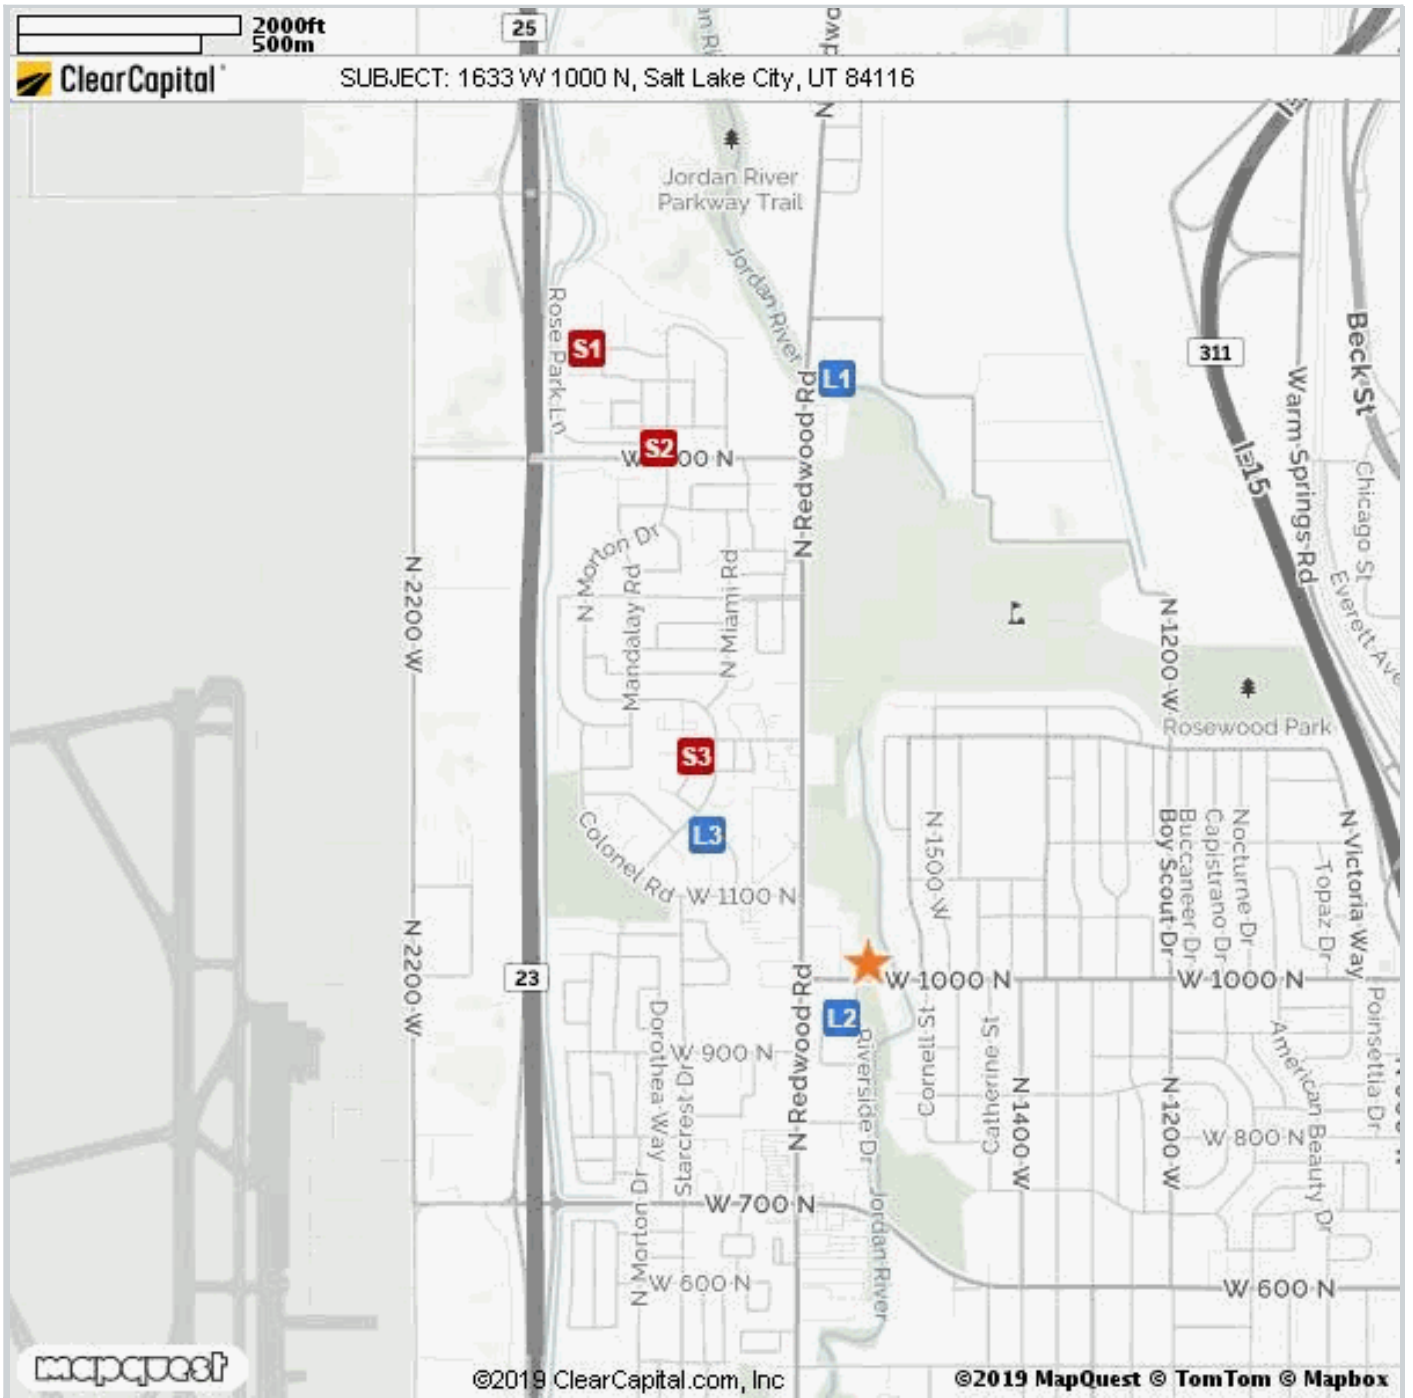 2000ft
500m
25
ClearCapital
SUBJECT: 1633 W 1000 N, Salt Lake City, UT 84116
Jordan River
Parkway Trail
Jordan River
Rose Park Ln
S1
L1
311
Beck St
N Redwood Rd
S2
I-15
Warm Springs Rd
Chicago St
Everett Ave
N Morton Dr
N 2200 W
Mandalay Rd
N Miami Rd
N 1200 W
Rosewood Park
S3
L3
Colonel Rd
W 1100 N
N 1500 W
Boy Scout Dr
Buccaneer Dr
Capistrano Dr
Nocturne Dr
Topaz Dr
N Victoria Way
N 2200 W
23
W 1000 N
W 1000 N
L2
N Redwood Rd
Riverside Dr
Cornell St
Catherine St
W 900 N
Dorothea Way
Starcrest Dr
N 1400 W
N 1200 W
American Beauty Dr
Poinsettia Dr
W 800 N
W 700 N
N Morton Dr
Jordan River
W 600 N
W 600 N
mapquest
©2019 ClearCapital.com, Inc
©2019 MapQuest © TomTom © Mapbox